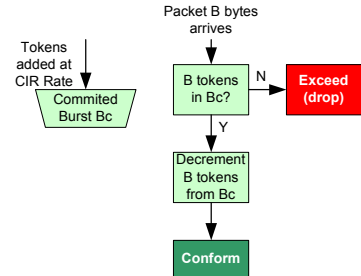 Tokens
added at
CIR Rate
Commited
Burst Bc
Packet B bytes
arrives
B tokens
in Bc?
N
Exceed
(drop)
Y
Decrement
B tokens
from Bc
Conform